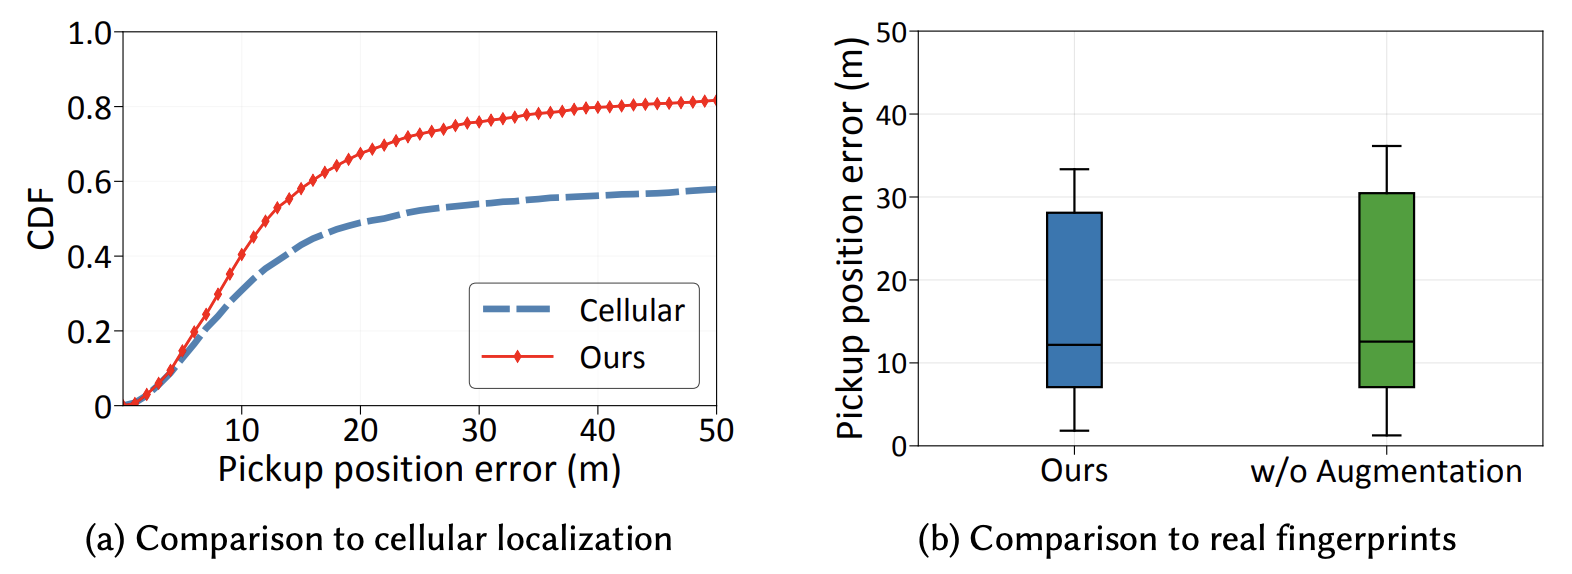 1.0
0.8
0.6
0.4
0.2
0
CDF
10 20 30 40 50
Pickup position error (m)
Cellular
Ours
(a) Comparison to cellular localization
50
40
30
20
10
0
Pickup position error (m)
Ours w/o Augmentation
(b) Comparison to real fingerprints